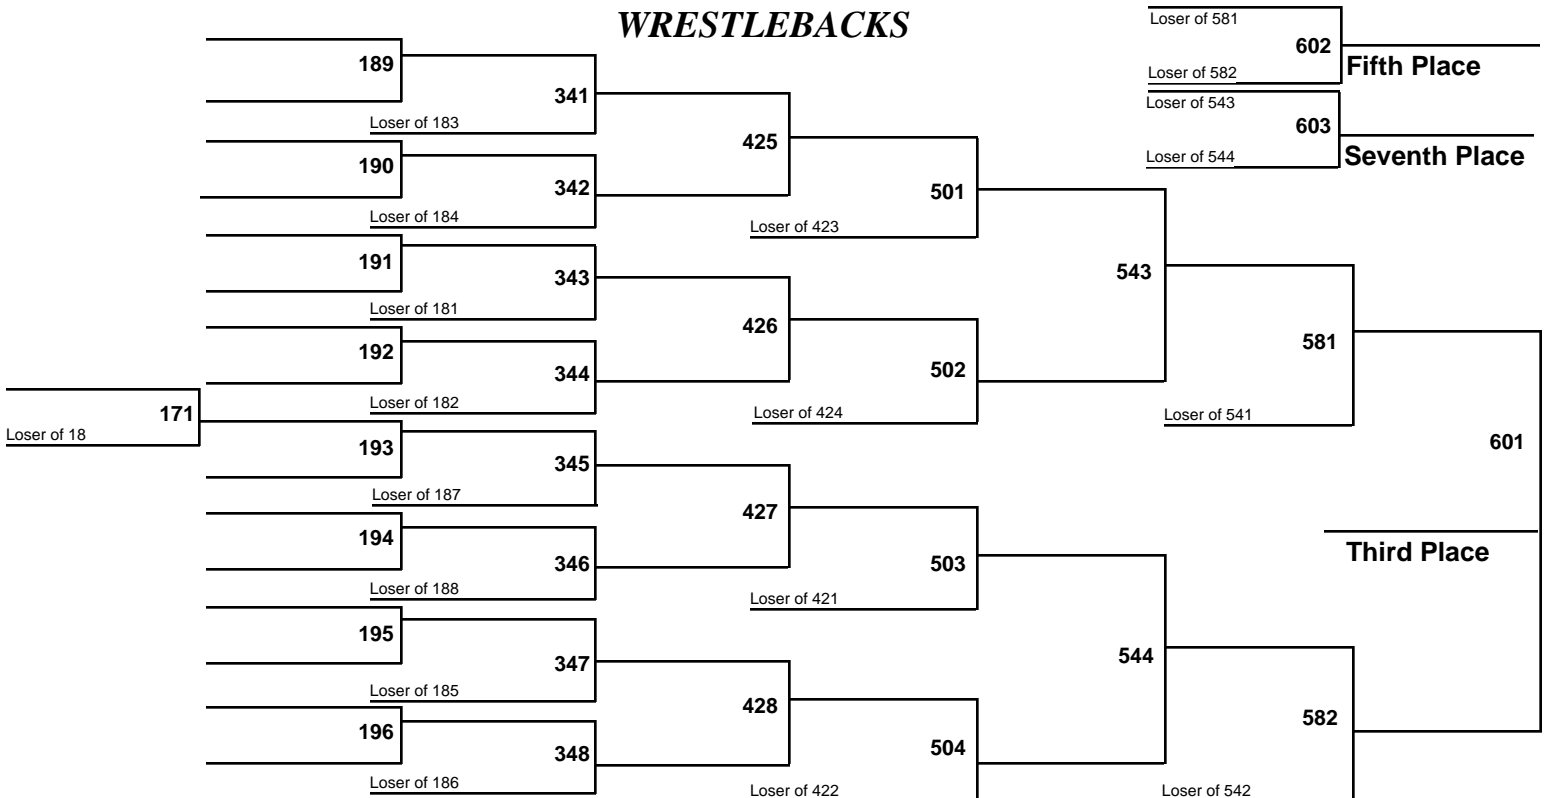 WRESTLEBACKS
Loser of 581
602
Fifth Place
Loser of 582
Loser of 543
603
Seventh Place
Loser of 544
189
341
Loser of 183
425
190
342
Loser of 184
501
Loser of 423
191
343
Loser of 181
543
426
192
344
Loser of 182
502
Loser of 424
581
Loser of 541
171
Loser of 18
193
345
Loser of 187
601
427
194
346
Loser of 188
503
Loser of 421
Third Place
195
347
Loser of 185
544
428
196
348
Loser of 186
504
Loser of 422
582
Loser of 542